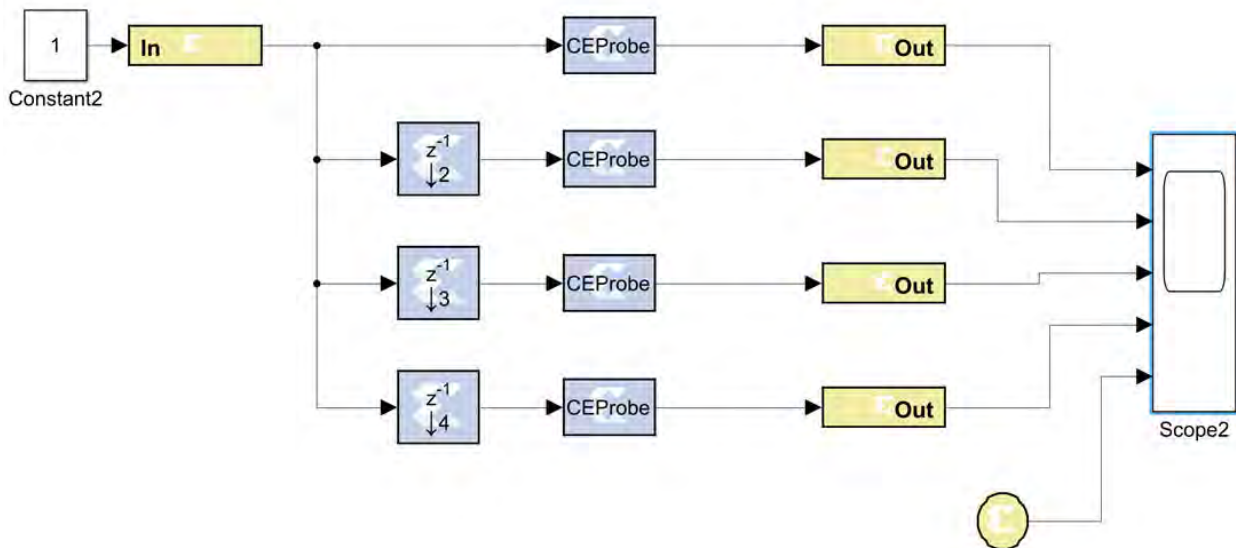 1
Constant2
In
CEProbe
Out
z⁻¹
↓2
CEProbe
Out
z⁻¹
↓3
CEProbe
Out
z⁻¹
↓4
CEProbe
Out
Scope2